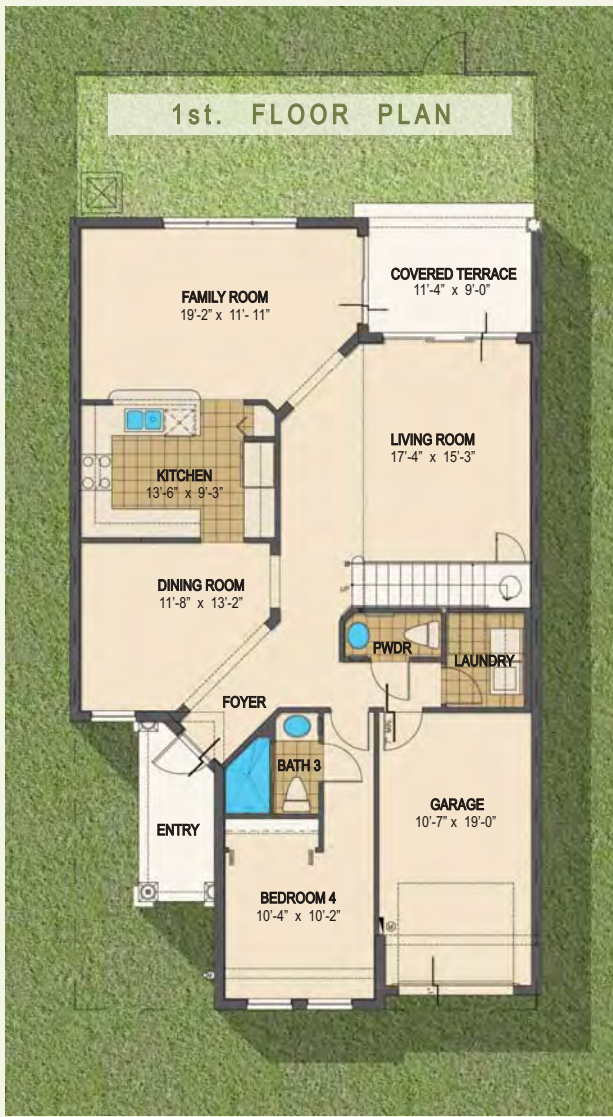 1st. FLOOR PLAN
COVERED TERRACE
11'-4" x 9'-0"
FAMILY ROOM
19'-2" x 11'- 11"
LIVING ROOM
17'-4" x 15'-3"
KITCHEN
13'-6" x 9'-3"
DINING ROOM
11'-8" x 13'-2"
UP
PWDR
LAUNDRY
FOYER
BATH 3
GARAGE
10'-7" x 19'-0"
ENTRY
BEDROOM 4
10'-4" x 10'-2"